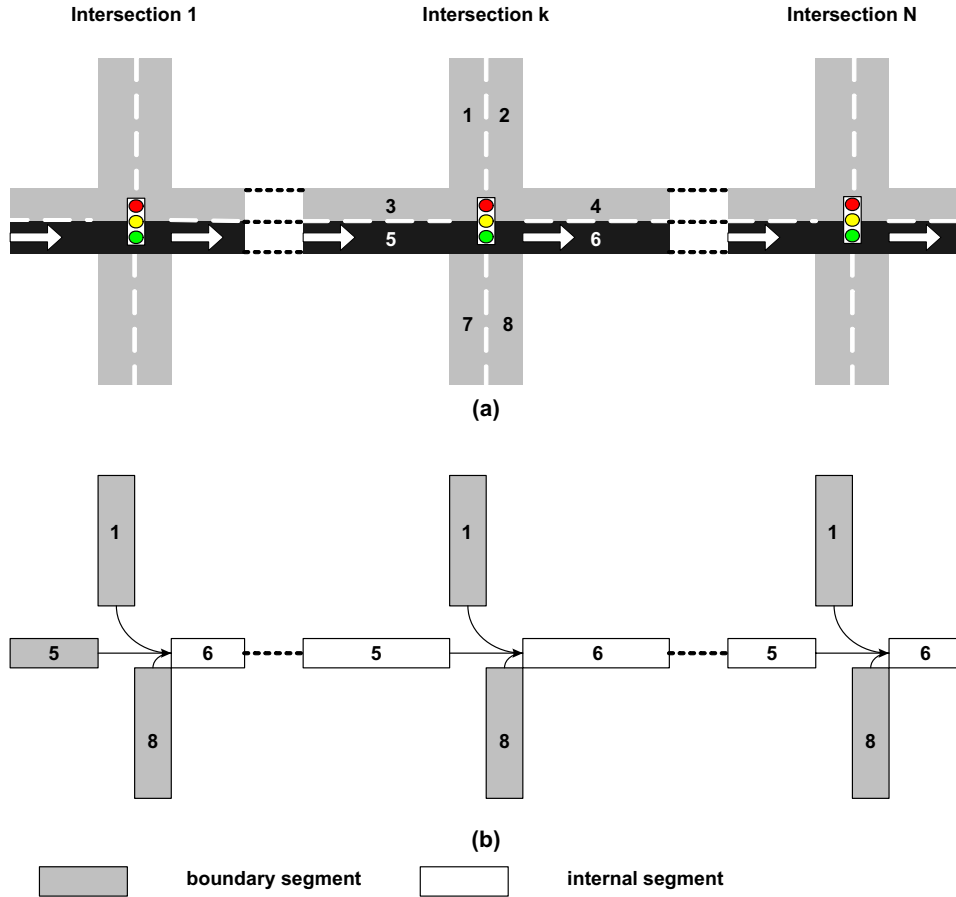 Intersection 1 Intersection k Intersection N
1 2
3 4
5 6
7 8
(a)
1 1 1
5 6 5 6 5 6
8 8 8
(b)
boundary segment internal segment